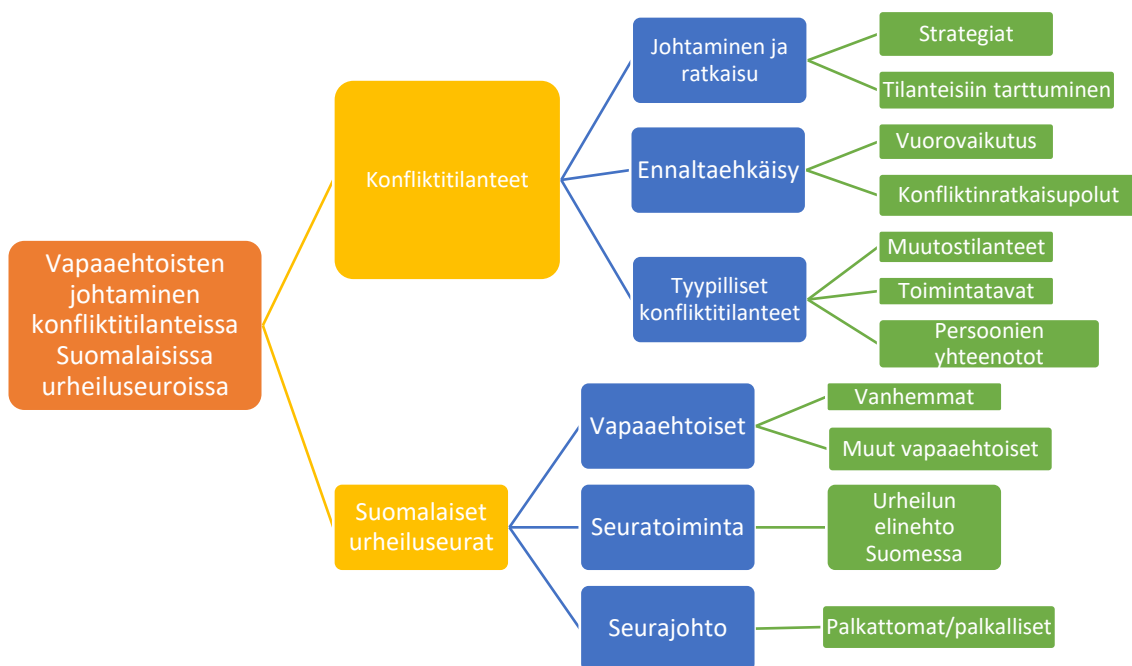 Vapaaehtoisten
johtaminen
konfliktitilanteissa
Suomalaisissa
urheiluseuroissa
Konfliktitilanteet
Johtaminen ja
ratkaisu
Strategiat
Tilanteisiin tarttuminen
Ennaltaehkäisy
Vuorovaikutus
Konfliktinratkaisupolut
Tyypilliset
konfliktitilanteet
Muutostilanteet
Toimintatavat
Persoonien
yhteenotot
Suomalaiset
urheiluseurat
Vapaaehtoiset
Vanhemmat
Muut vapaaehtoiset
Seuratoiminta
Urheilun
elinehto
Suomessa
Seurajohto
Palkattomat/palkalliset